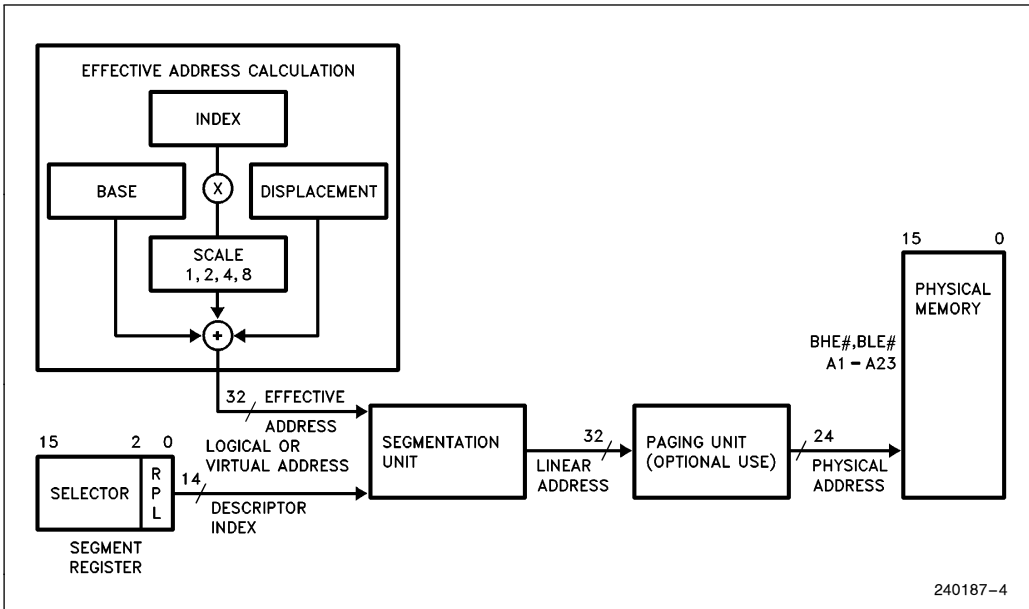 EFFECTIVE ADDRESS CALCULATION
INDEX
BASE
X
DISPLACEMENT
SCALE
1, 2, 4, 8
+
15 0
PHYSICAL
MEMORY
BHE#,BLE#
A1 – A23
32 EFFECTIVE
ADDRESS
LOGICAL OR
VIRTUAL ADDRESS
15 2 0
SELECTOR
R
P
L
14
DESCRIPTOR
INDEX
SEGMENT
REGISTER
SEGMENTATION
UNIT
32
LINEAR
ADDRESS
PAGING UNIT
(OPTIONAL USE)
24
PHYSICAL
ADDRESS
240187–4